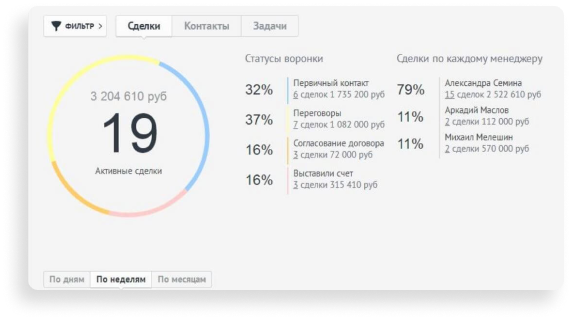 ФИЛЬТР > Сделки Контакты Задачи
Статусы воронки
Сделки по каждому менеджеру
3 204 610 руб
19
Активные сделки
32% Первичный контакт
6 сделок 1 735 200 руб
37% Переговоры
7 сделок 1 082 000 руб
16% Согласование договора
3 сделки 72 000 руб
16% Выставили счет
3 сделки 315 410 руб
79% Александра Семина
15 сделок 2 522 610 руб
11% Аркадий Маслов
2 сделки 112 000 руб
11% Михаил Мелешин
2 сделки 570 000 руб
По дням По неделям По месяцам